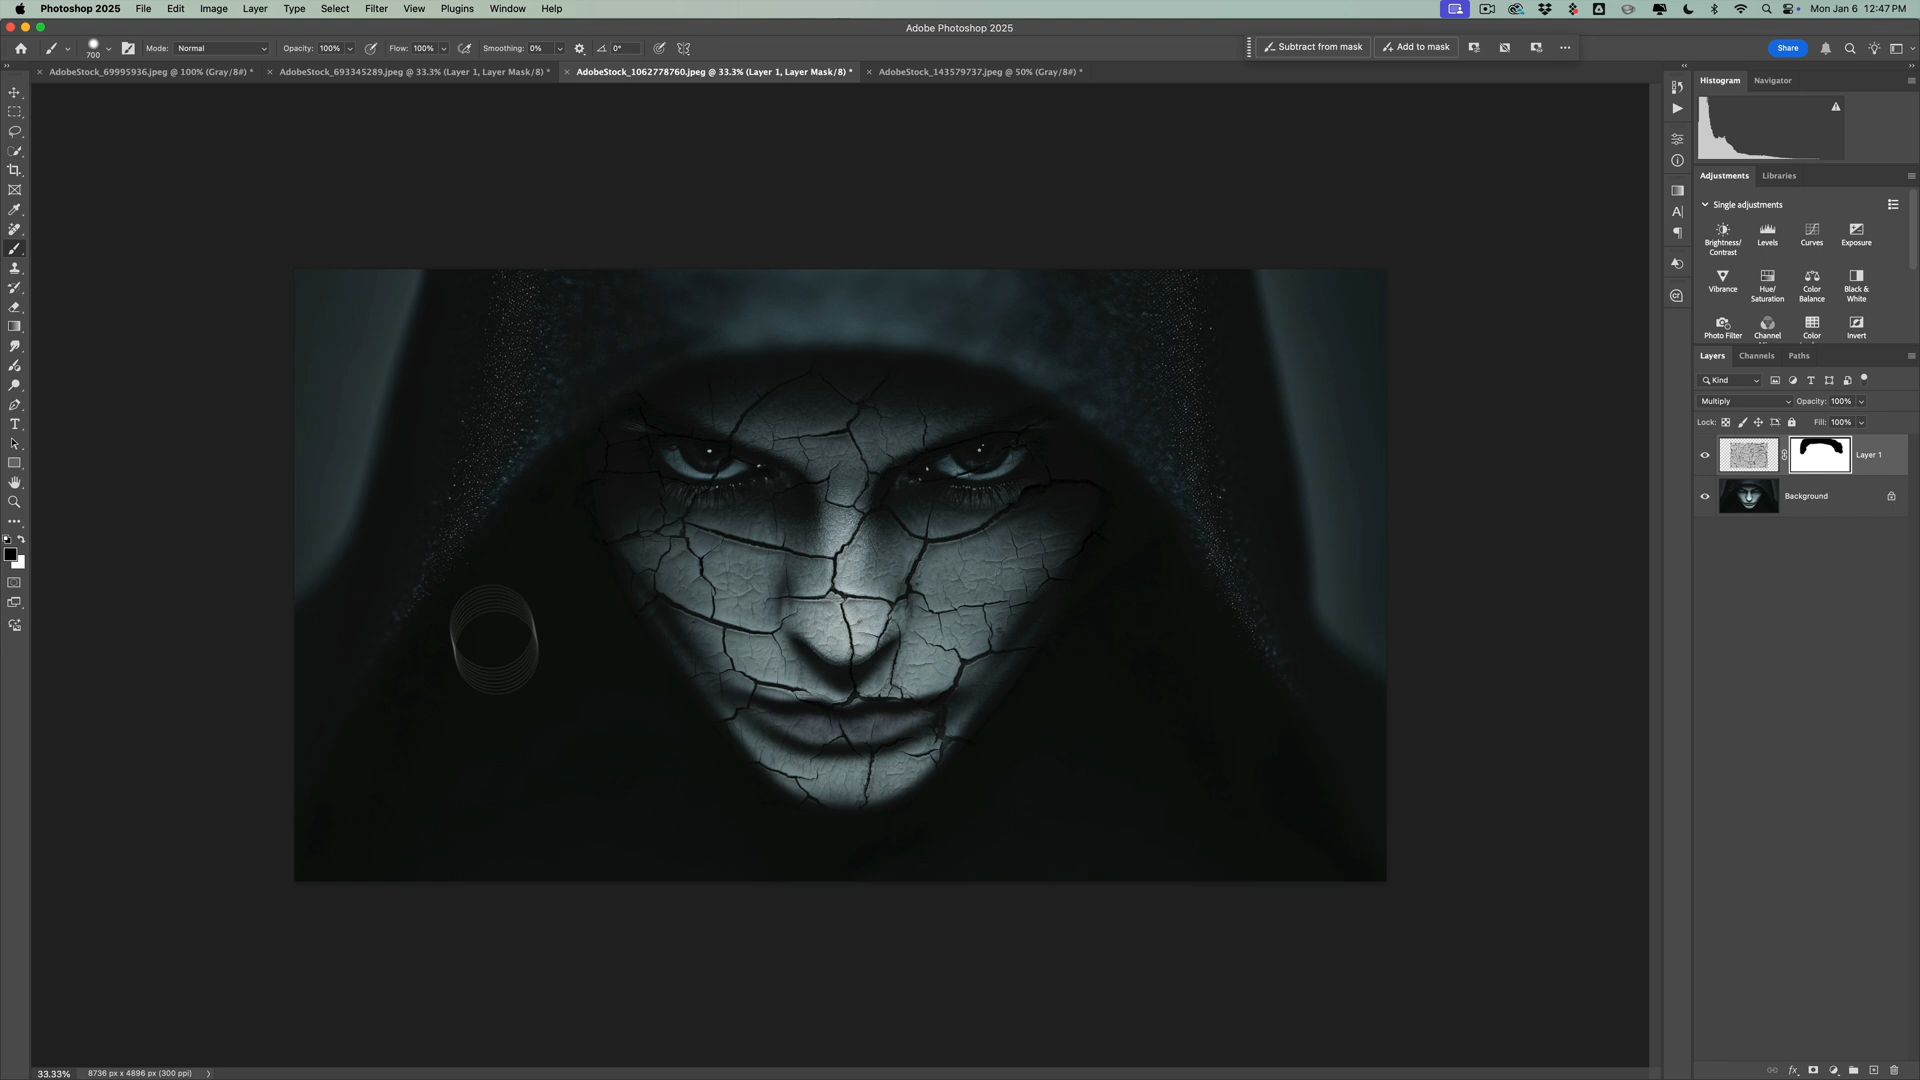 Photoshop 2025 File Edit Image Layer Type Select Filter View Plugins Window Help Mon Jan 6 12:47 PM
Adobe Photoshop 2025
700 Mode: Normal Opacity: 100% Flow: 100% Smoothing: 0% 0° Subtract from mask Add to mask Share
AdobeStock_69995936.jpeg @ 100% (Gray/8#) * AdobeStock_693345289.jpeg @ 33.3% (Layer 1, Layer Mask/8) * AdobeStock_1062778760.jpeg @ 33.3% (Layer 1, Layer Mask/8) * AdobeStock_143579737.jpeg @ 50% (Gray/8#) *
Histogram Navigator
Adjustments Libraries
Single adjustments
Brightness/ Levels Curves Exposure
Contrast
Vibrance Hue/ Color Black &
Saturation Balance White
Photo Filter Channel Color Invert
Layers Channels Paths
Kind
Multiply Opacity: 100%
Lock: Fill: 100%
Layer 1
Background
33.33% 8736 px x 4896 px (300 ppi)